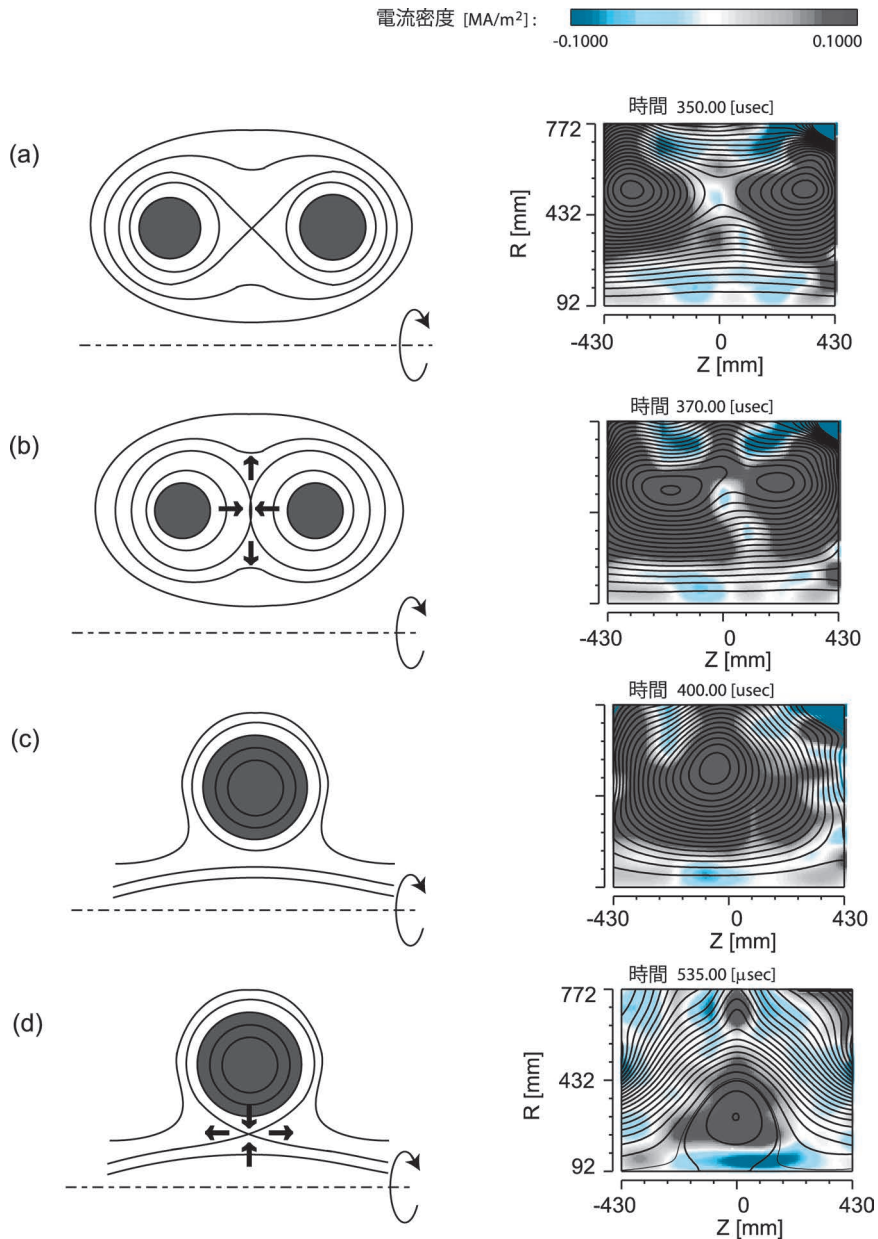 電流密度 [MA/m²] :
-0.1000 0.1000
(a)
時間 350.00 [usec]
772
432
92
R [mm]
-430 0 430
Z [mm]
(b)
時間 370.00 [usec]
-430 0 430
Z [mm]
(c)
時間 400.00 [usec]
-430 0 430
Z [mm]
(d)
時間 535.00 [μsec]
772
432
92
R [mm]
-430 0 430
Z [mm]